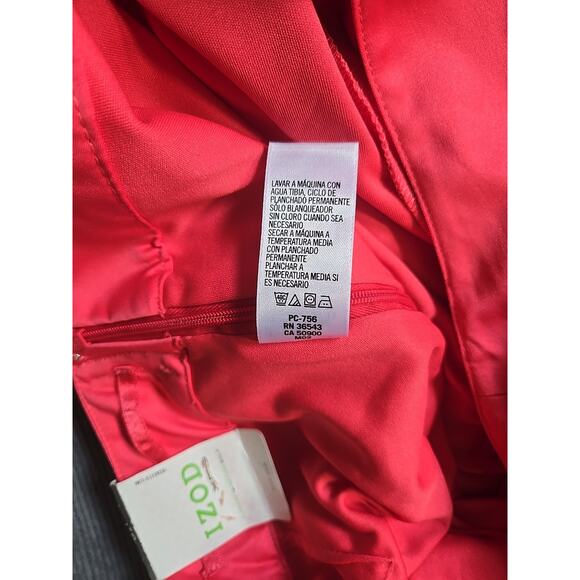 LAVAR A MÁQUINA CON
AGUA TIBIA, CICLO DE
PLANCHADO PERMANENTE
SÓLO BLANQUEADOR
SIN CLORO CUANDO SEA
NECESARIO
SECAR A MÁQUINA A
TEMPERATURA MEDIA
CON PLANCHADO
PERMANENTE
PLANCHAR A
TEMPERATURA MEDIA SI
ES NECESARIO
PC-756
RN 36543
CA 50900
M02
IZOD